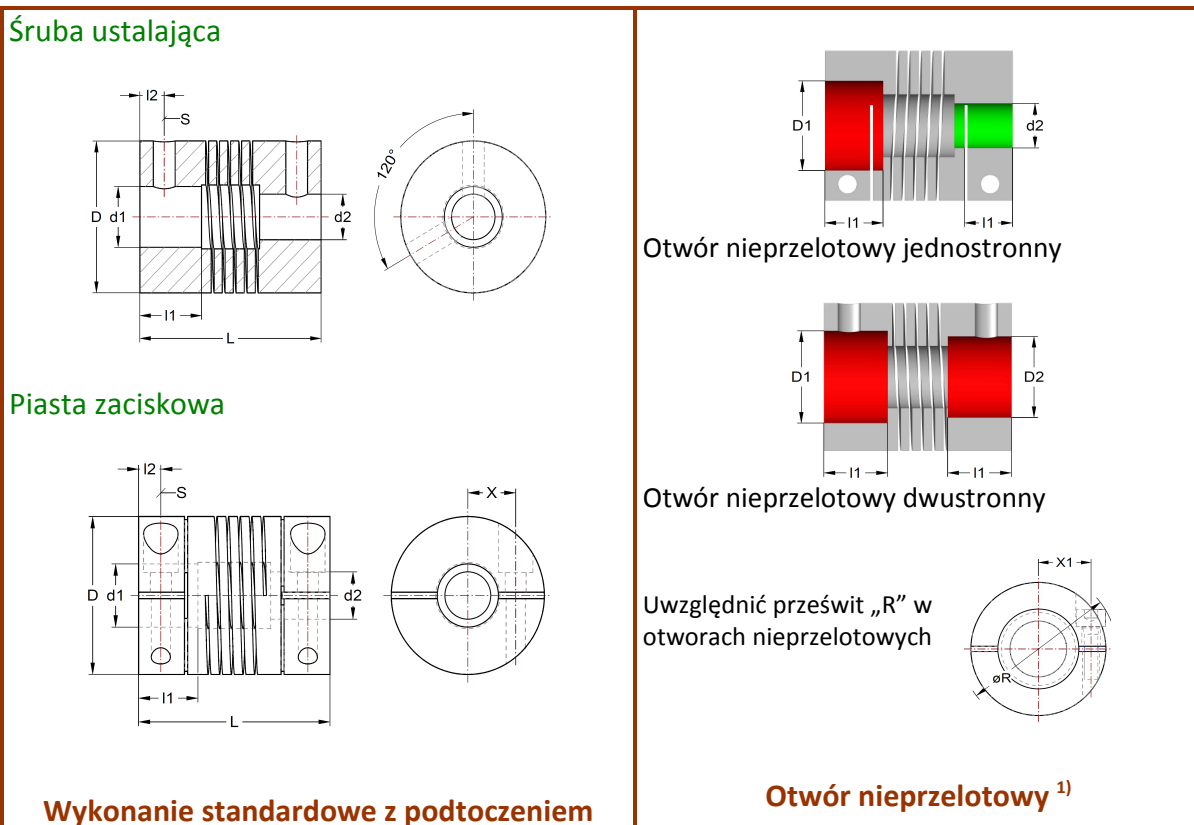 Śruba ustalająca
l2
S
D
d1
d2
l1
L
120°
Piasta zaciskowa
l2
S
D
d1
d2
l1
L
X
Wykonanie standardowe z podtoczeniem
D1
d2
l1
l1
Otwór nieprzelotowy jednostronny
D1
D2
l1
l1
Otwór nieprzelotowy dwustronny
Uwzględnić prześwit „R” w
otworach nieprzelotowych
X1
øR
Otwór nieprzelotowy 1)